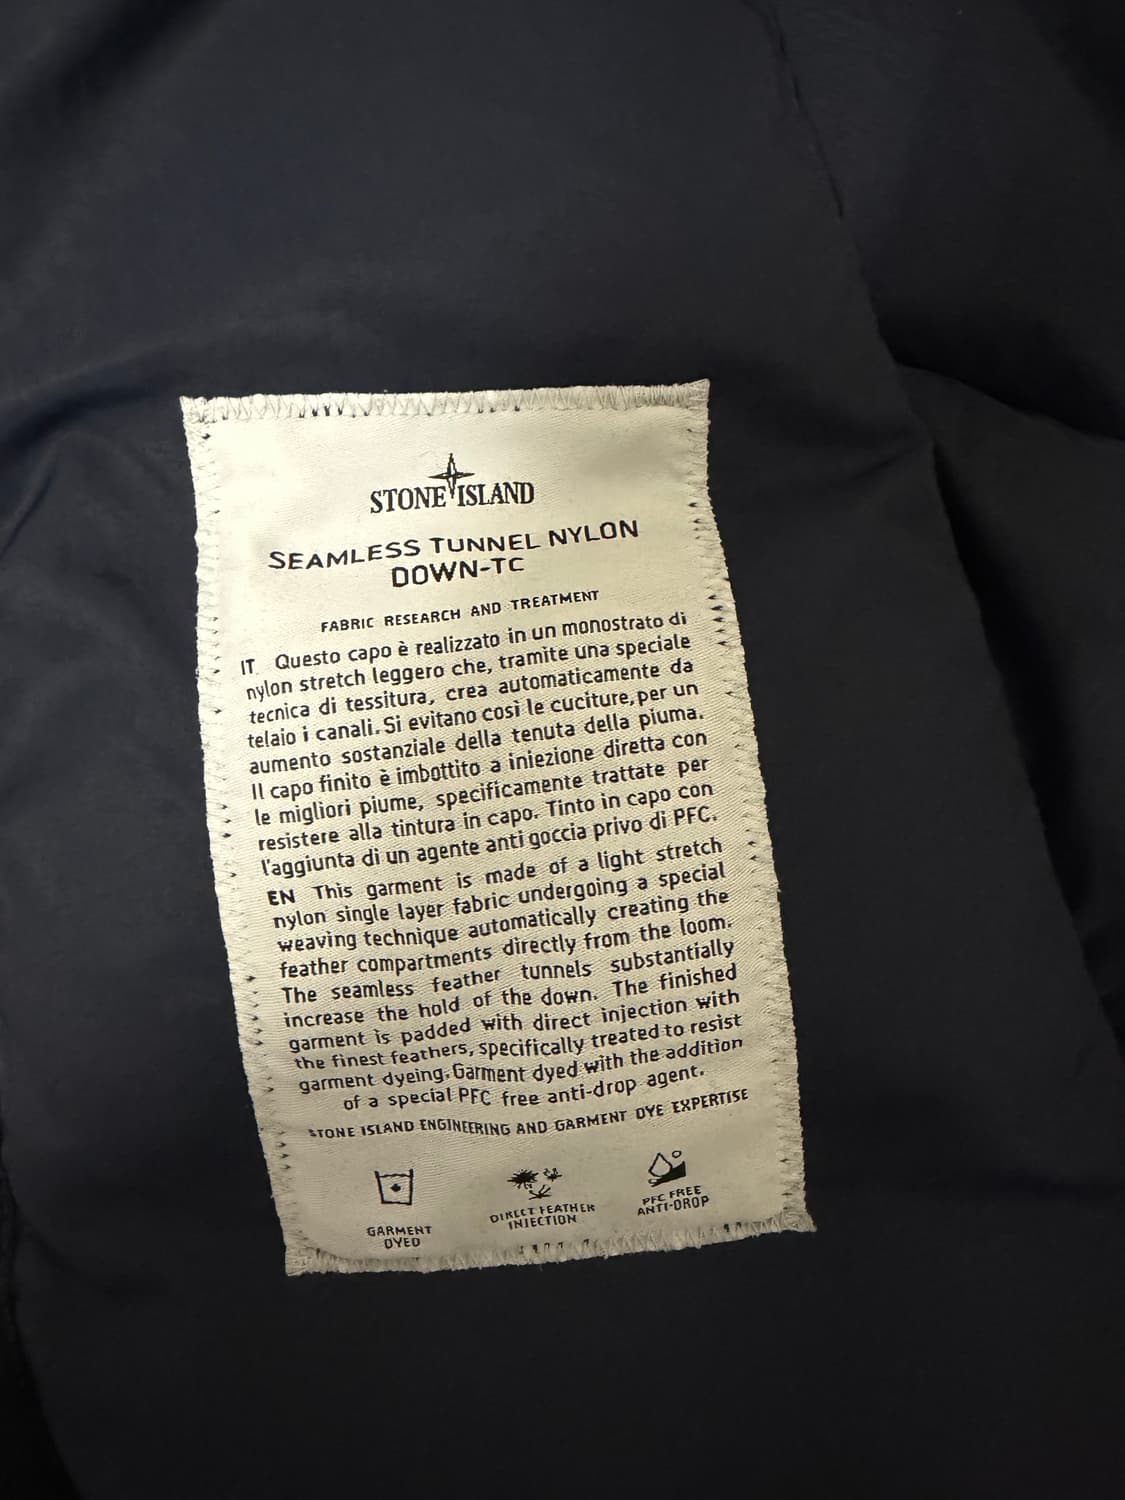 STONE ISLAND
SEAMLESS TUNNEL NYLON
DOWN-TC
FABRIC RESEARCH AND TREATMENT
IT Questo capo è realizzato in un monostrato di
nylon stretch leggero che, tramite una speciale
tecnica di tessitura, crea automaticamente da
telaio i canali. Si evitano così le cuciture, per un
aumento sostanziale della tenuta della piuma.
Il capo finito è imbottito a iniezione diretta con
le migliori piume, specificamente trattate per
resistere alla tintura in capo. Tinto in capo con
l'aggiunta di un agente anti goccia privo di PFC.
EN This garment is made of a light stretch
nylon single layer fabric undergoing a special
weaving technique automatically creating the
feather compartments directly from the loom.
The seamless feather tunnels substantially
increase the hold of the down. The finished
garment is padded with direct injection with
the finest feathers, specifically treated to resist
garment dyeing. Garment dyed with the addition
of a special PFC free anti-drop agent.
STONE ISLAND ENGINEERING AND GARMENT DYE EXPERTISE
GARMENT
DYED
DIRECT FEATHER
INJECTION
PFC FREE
ANTI-DROP